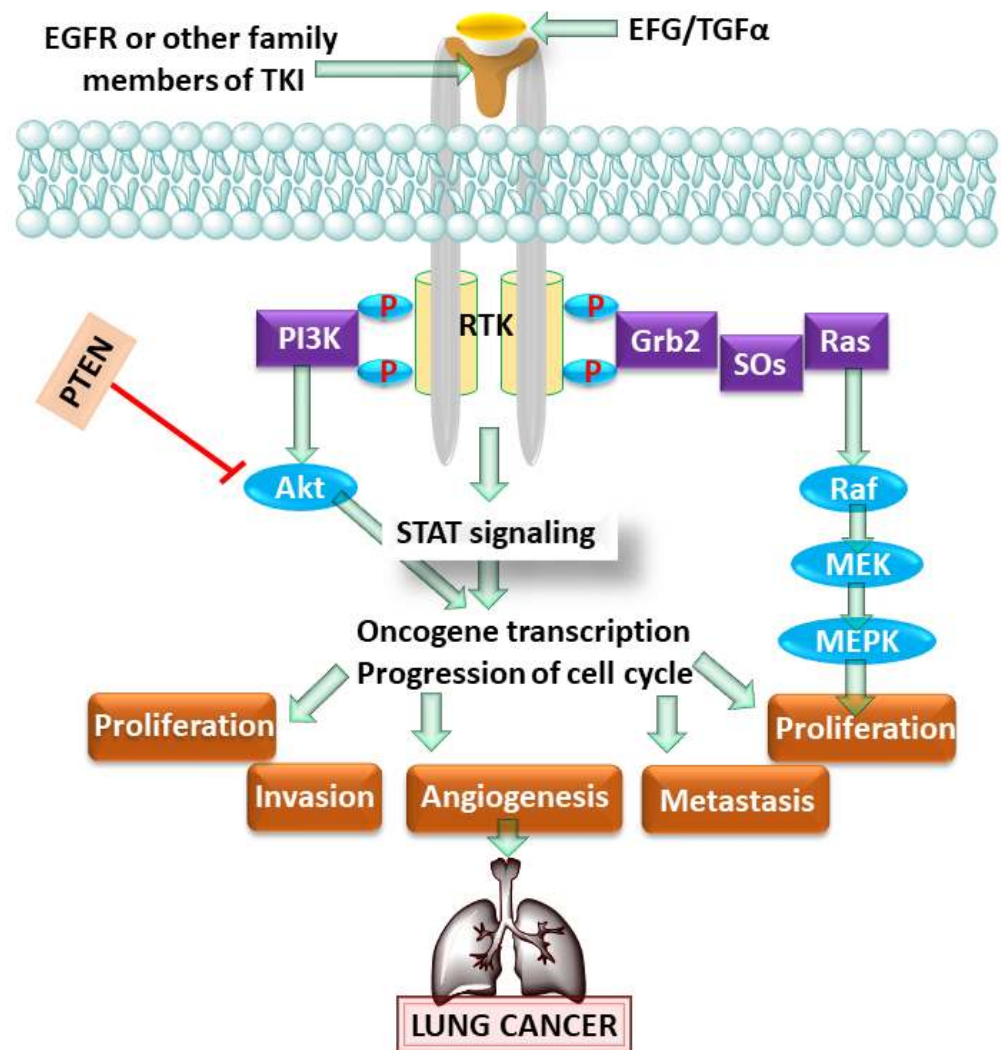 EGFR or other family
members of TKI
EFG/TGFα
PTEN
PI3K
P
P
RTK
P
P
Grb2
SOs
Ras
Akt
Raf
STAT signaling
MEK
Oncogene transcription
MEPK
Progression of cell cycle
Proliferation
Proliferation
Invasion
Angiogenesis
Metastasis
LUNG CANCER